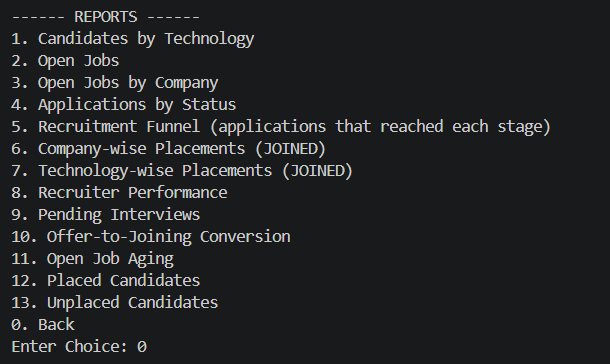 ------ REPORTS ------
1. Candidates by Technology
2. Open Jobs
3. Open Jobs by Company
4. Applications by Status
5. Recruitment Funnel (applications that reached each stage)
6. Company-wise Placements (JOINED)
7. Technology-wise Placements (JOINED)
8. Recruiter Performance
9. Pending Interviews
10. Offer-to-Joining Conversion
11. Open Job Aging
12. Placed Candidates
13. Unplaced Candidates
0. Back
Enter Choice: 0